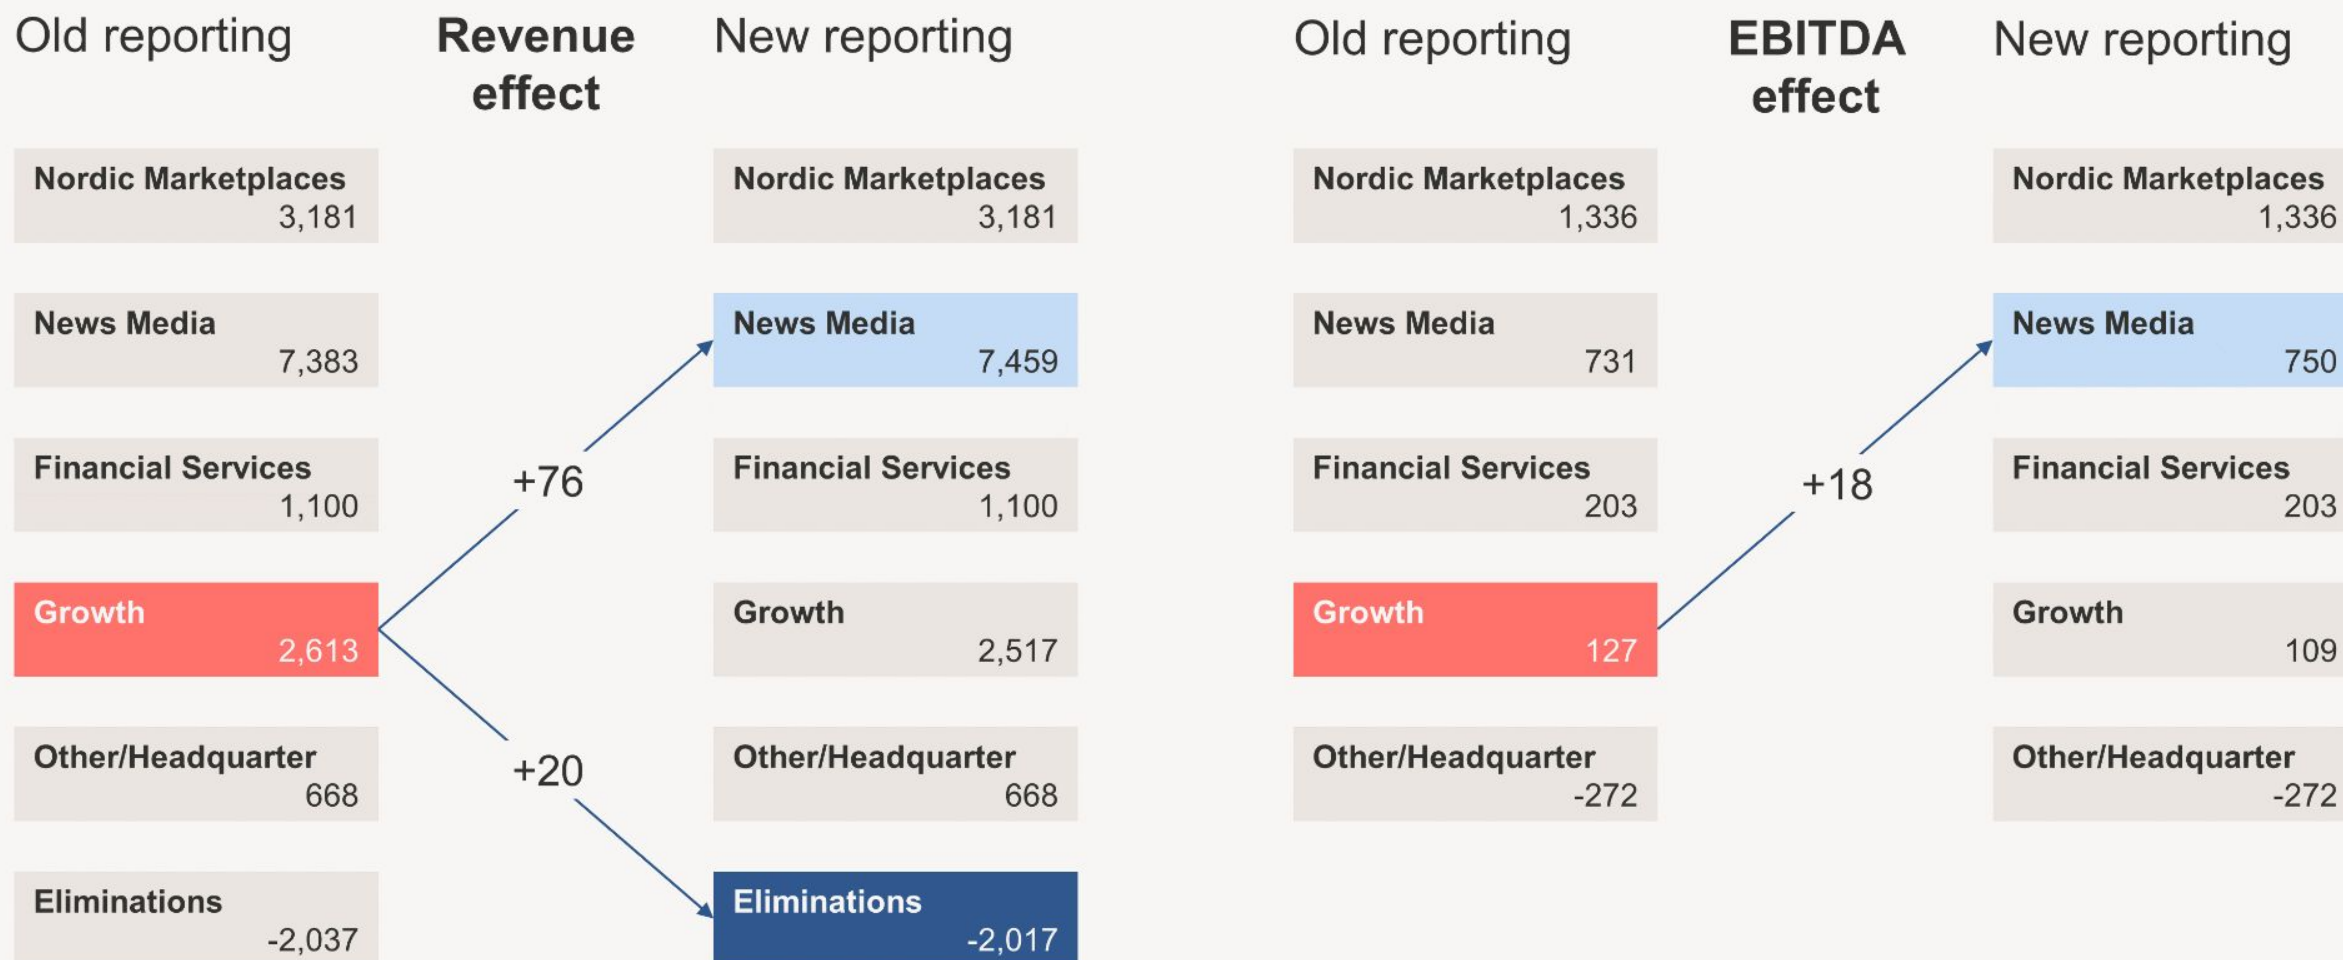 Old reporting
Revenue
effect
New reporting
Nordic Marketplaces
3,181
News Media
7,383
Financial Services
1,100
Growth
2,613
Other/Headquarter
668
Eliminations
-2,037
+76
+20
Nordic Marketplaces
3,181
News Media
7,459
Financial Services
1,100
Growth
2,517
Other/Headquarter
668
Eliminations
-2,017
Old reporting
EBITDA
effect
New reporting
Nordic Marketplaces
1,336
News Media
731
Financial Services
203
Growth
127
Other/Headquarter
-272
+18
Nordic Marketplaces
1,336
News Media
750
Financial Services
203
Growth
109
Other/Headquarter
-272